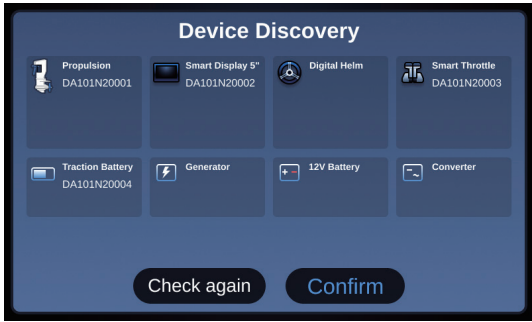 Device Discovery
Propulsion
DA101N20001
Smart Display 5"
DA101N20002
Digital Helm
Smart Throttle
DA101N20003
Traction Battery
DA101N20004
Generator
12V Battery
Converter
Check again
Confirm